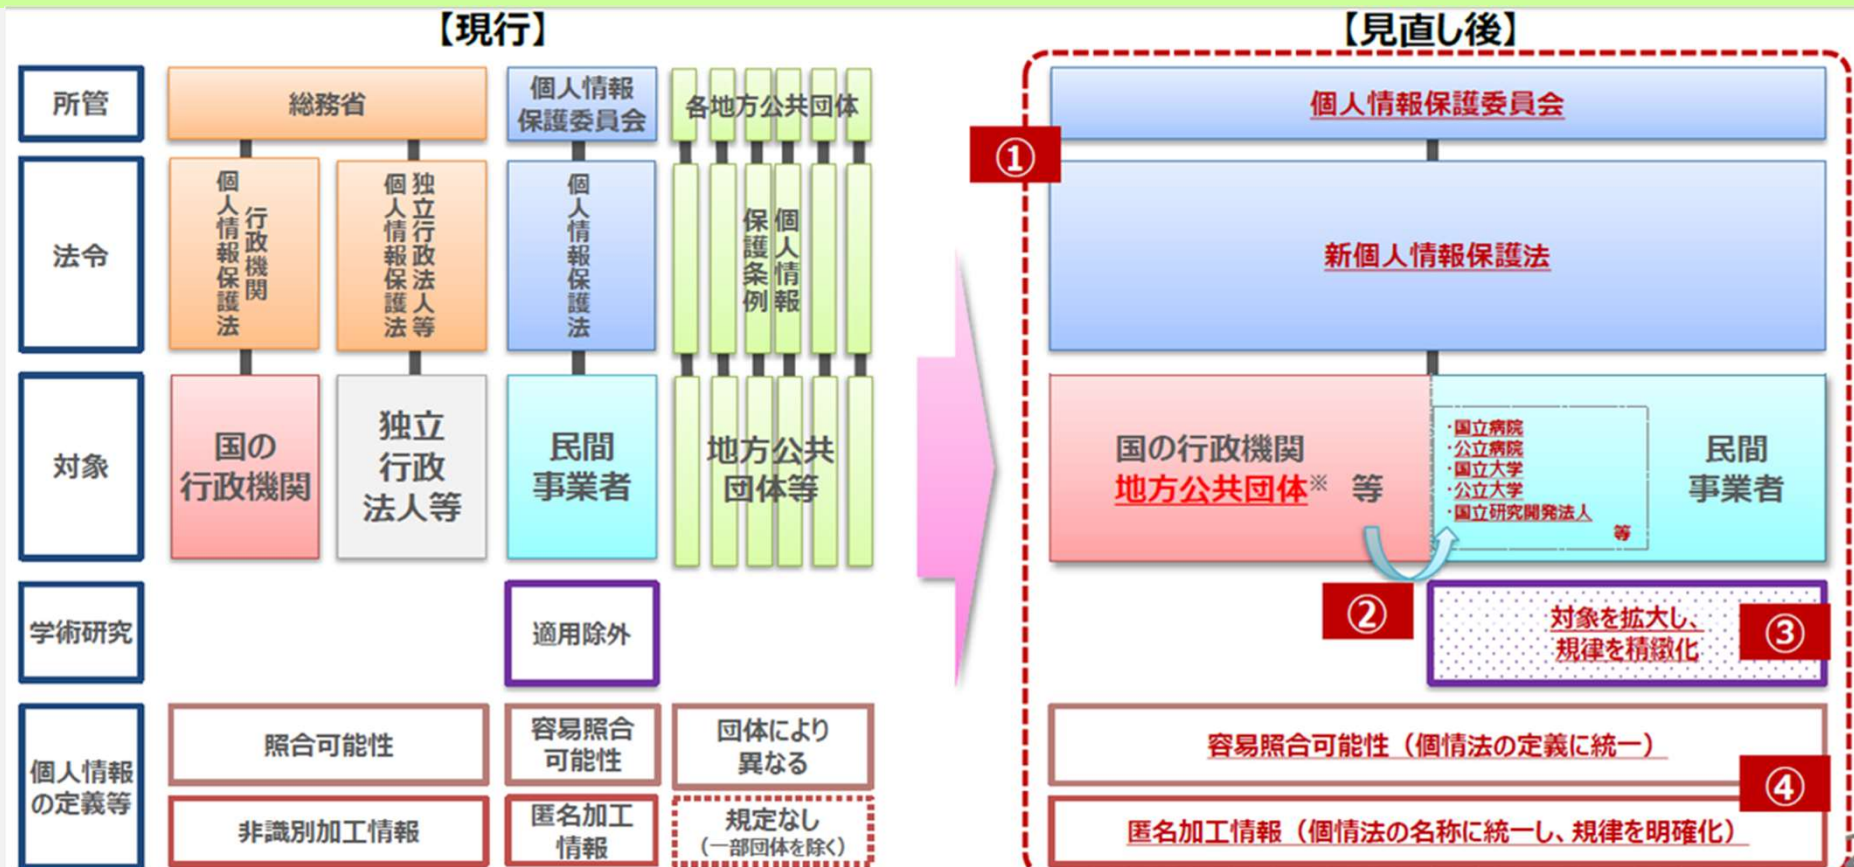 【現行】
【見直し後】
所管
総務省
個人情報
保護委員会
各地方公共団体
個人情報保護委員会
①
法令
行政機関
個人情報保護法
独立行政法人等
個人情報保護法
個人情報保護法
個人情報
保護条例
新個人情報保護法
対象
国の
行政機関
独立
行政
法人等
民間
事業者
地方公共
団体等
国の行政機関
地方公共団体※ 等
・国立病院
・公立病院
・国立大学
・公立大学
・国立研究開発法人
等
民間
事業者
②
学術研究
適用除外
対象を拡大し、
規律を精緻化
③
個人情報
の定義等
照合可能性
容易照合
可能性
団体により
異なる
容易照合可能性（個情法の定義に統一）
④
非識別加工情報
匿名加工
情報
規定なし
（一部団体を除く）
匿名加工情報（個情法の名称に統一し、規律を明確化）